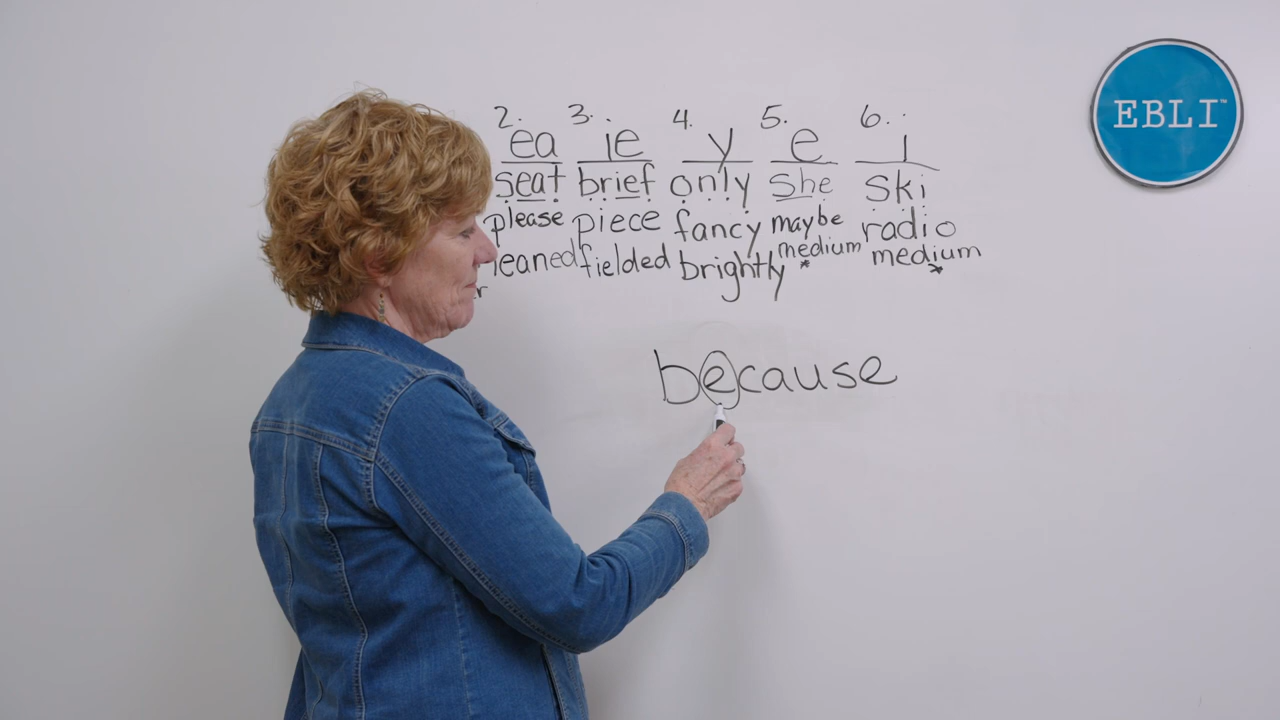 2. 3. 4. 5. 6.
ea ie y e i
seat brief only she ski
please piece fancy maybe radio
fielded brightly medium * medium *
because
EBLI™